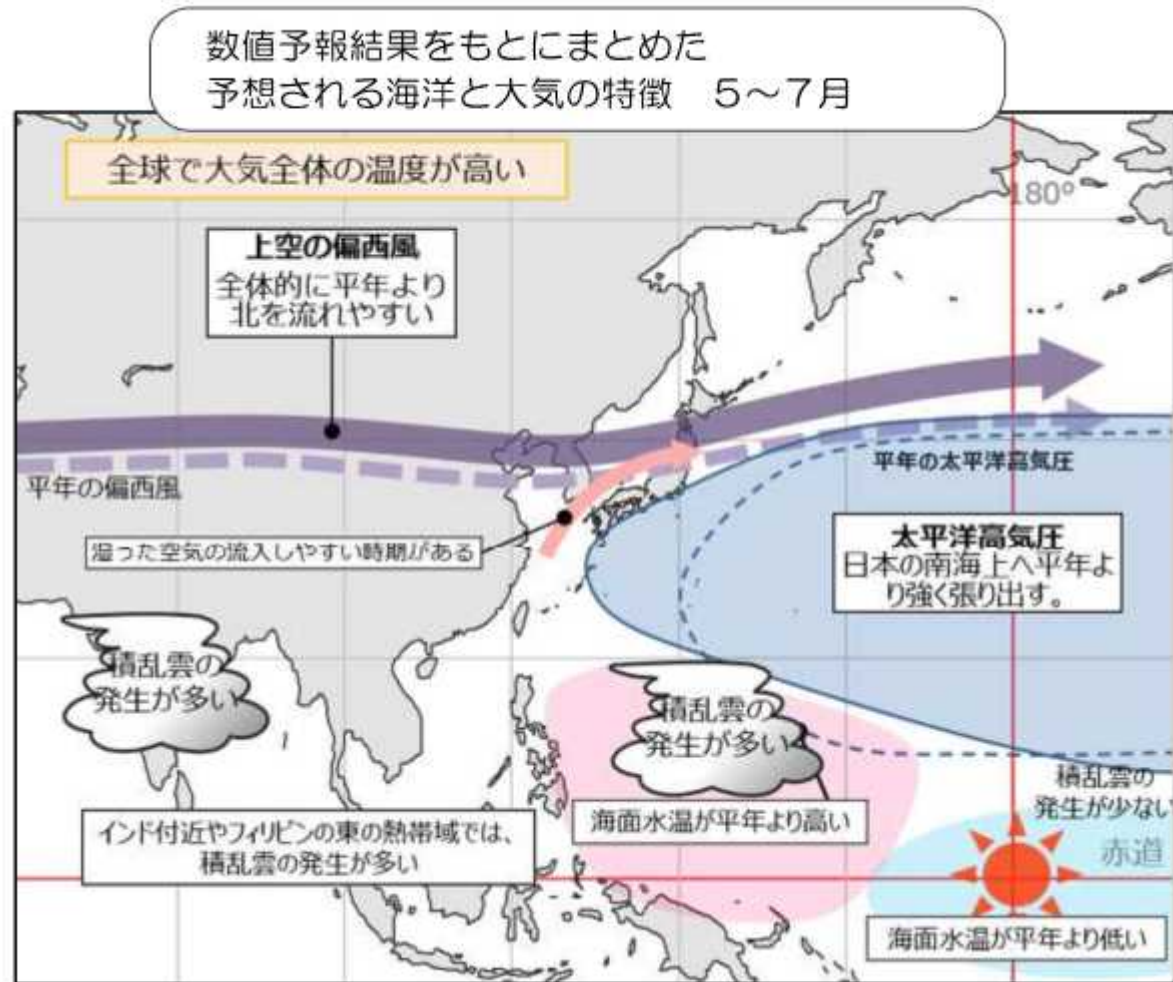 数値予報結果をもとにまとめた
予想される海洋と大気の特徴　5～7月
全球で大気全体の温度が高い
180°
上空の偏西風
全体的に平年より
北を流れやすい
平年の偏西風
平年の太平洋高気圧
湿った空気の流入しやすい時期がある
太平洋高気圧
日本の南海上へ平年よ
り強く張り出す。
積乱雲の
発生が多い
積乱雲の
発生が多い
積乱雲の
発生が少ない
海面水温が平年より高い
インド付近やフィリピンの東の熱帯域では、
積乱雲の発生が多い
赤道
海面水温が平年より低い